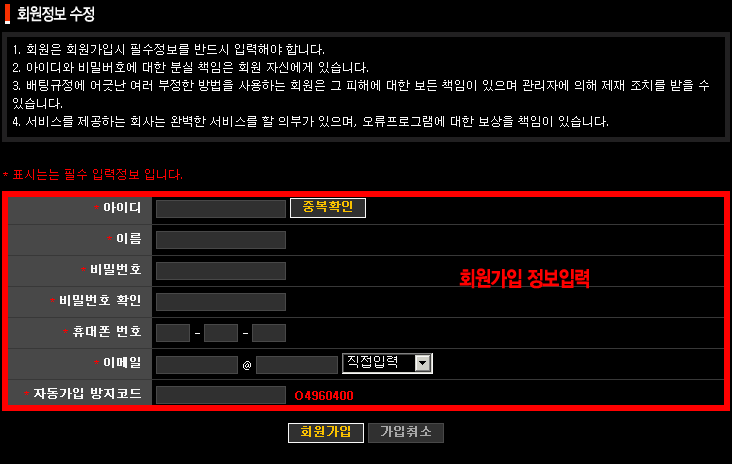 회원정보 수정
1. 회원은 회원가입시 필수정보를 반드시 입력해야 합니다.
2. 아이디와 비밀버호에 대한 분실 책임은 회원 자신에게 있습니다.
3. 배팅규정에 어긋난 여러 부정한 방법을 사용하는 회원은 그 피해에 대한 보든 책임이 있으며 관리자에 의해 제재 조치를 받을 수
있습니다.
4. 서비스를 제공하는 회사는 완벽한 서비스를 할 의부가 있으며, 오류프로그램에 대한 보상을 책임이 있습니다.
* 표시는는 필수 입력정보 입니다.
* 아이디 중복확인
이름
* 비밀번호
회원가입 정보입력
* 비밀번호 확인
* 휴대폰 번호 - -
* 이메일 @ 직접입력
* 자동가입 방지코드 O4960400
회원가입 가입취소